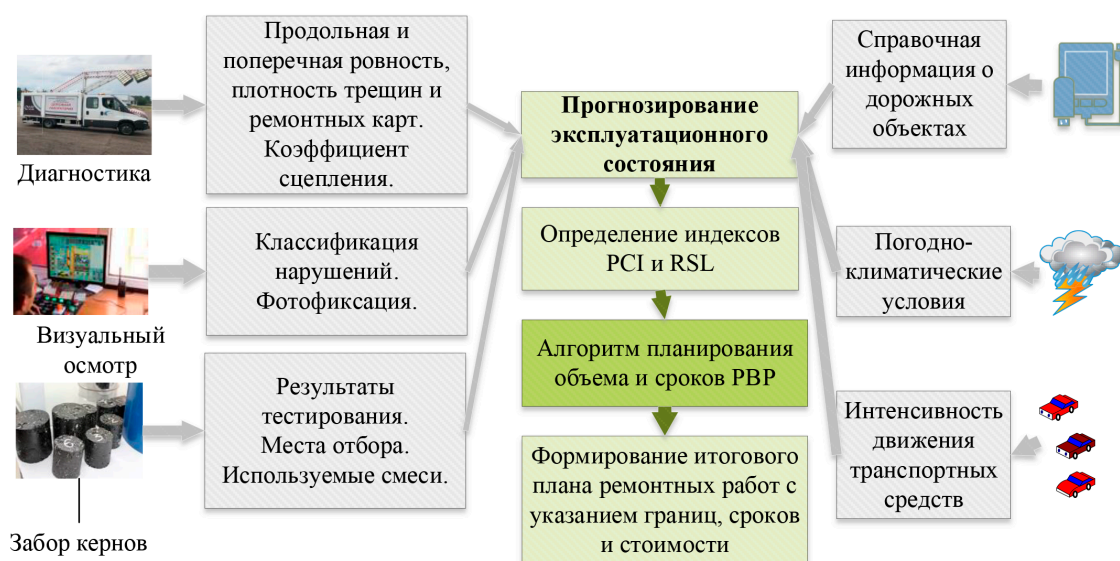 Диагностика
Продольная и
поперечная ровность,
плотность трещин и
ремонтных карт.
Коэффициент
сцепления.
Визуальный
осмотр
Классификация
нарушений.
Фотофиксация.
Забор кернов
Результаты
тестирования.
Места отбора.
Используемые смеси.
Прогнозирование
эксплуатационного
состояния
Определение индексов
PCI и RSL
Алгоритм планирования
объема и сроков РВР
Формирование итогового
плана ремонтных работ с
указанием границ, сроков
и стоимости
Справочная
информация о
дорожных
объектах
Погодно-
климатические
условия
Интенсивность
движения
транспортных
средств